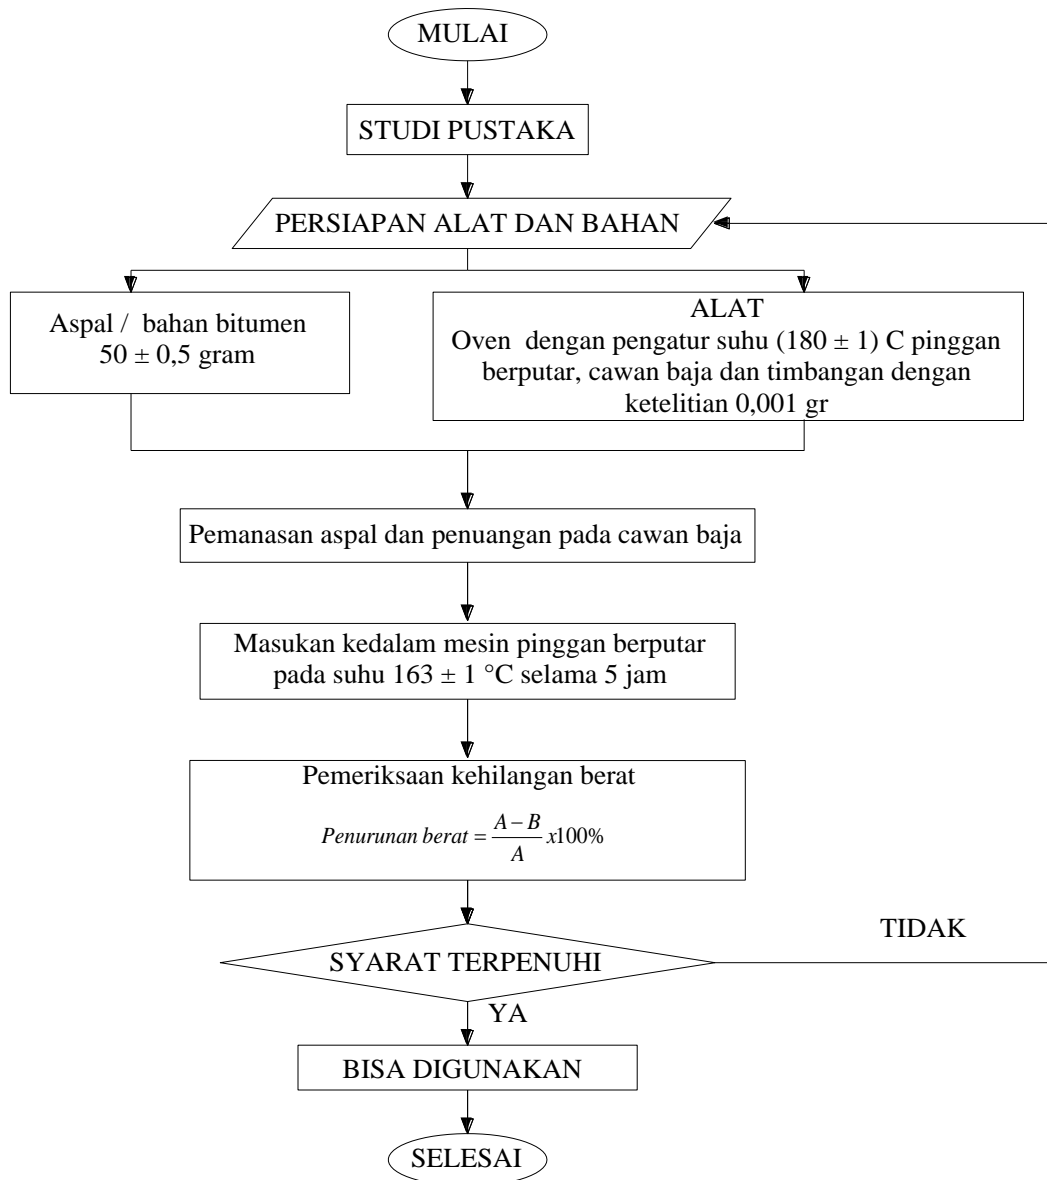 MULAI
STUDI PUSTAKA
PERSIAPAN ALAT DAN BAHAN
Aspal / bahan bitumen
50 ± 0,5 gram
ALAT
Oven dengan pengatur suhu (180 ± 1) C pinggan
berputar, cawan baja dan timbangan dengan
ketelitian 0,001 gr
Pemanasan aspal dan penuangan pada cawan baja
Masukan kedalam mesin pinggan berputar
pada suhu 163 ± 1 °C selama 5 jam
Pemeriksaan kehilangan berat
Penurunan berat = \frac{A − B}{A} x100%
SYARAT TERPENUHI
TIDAK
YA
BISA DIGUNAKAN
SELESAI